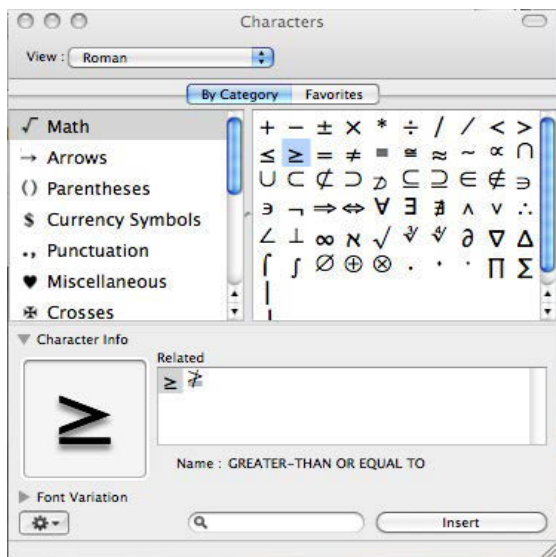 Characters
View : Roman
By Category Favorites
√ Math
→ Arrows
() Parentheses
$ Currency Symbols
., Punctuation
♥ Miscellaneous
✠ Crosses
+ − ± × * ÷ / ⁄ < >
≤ ≥ = ≠ ≡ ≅ ≈ ~ ∝ ∩
∪ ⊂ ⊄ ⊃ ⊆ ⊇ ∈ ∉ ∋
∍ ¬ ⇒ ⇔ ∀ ∃ ∄ ∧ ∨ ∴
∠ ⊥ ∞ ℵ √ ∛ ∜ ∂ ∇ ∆
⌠ ∫ ∅ ⊕ ⊗ . · ∏ ∑
Character Info
Related
≥ ≱
≥
Name : GREATER-THAN OR EQUAL TO
Font Variation
Insert